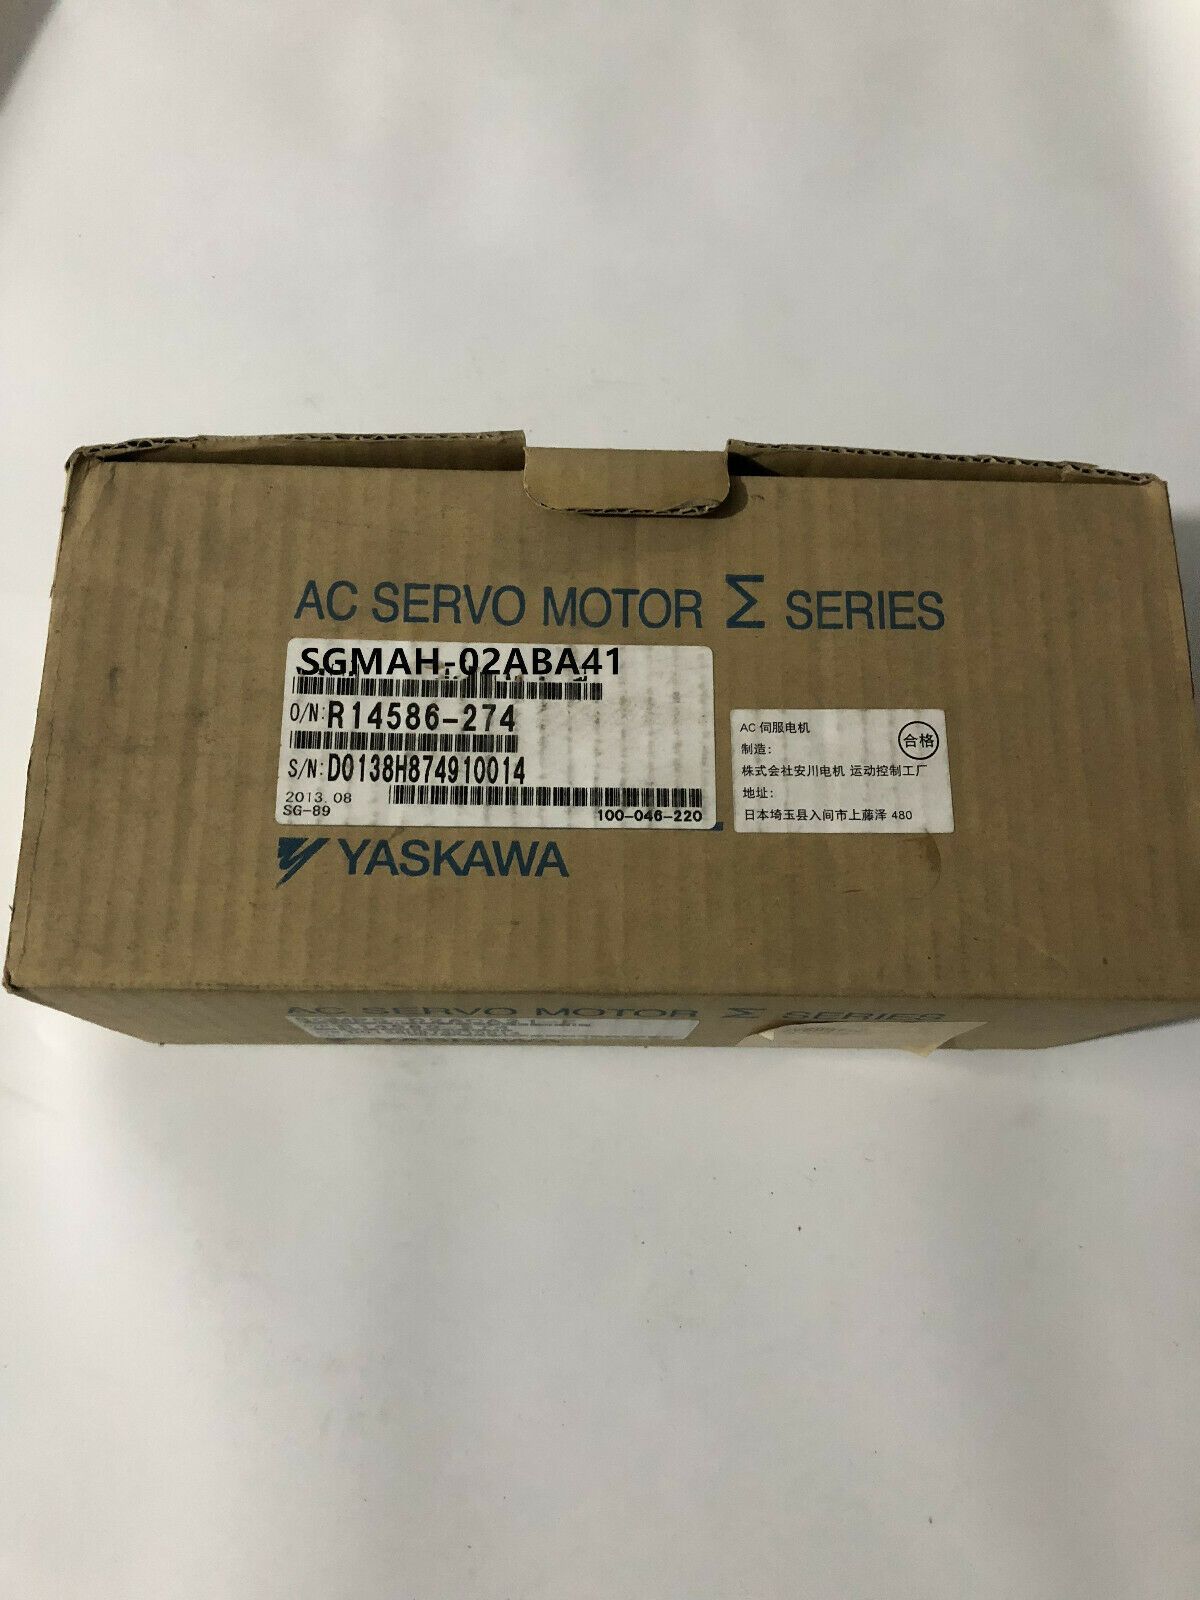 AC SERVO MOTOR Σ SERIES
SGMAH-02ABA41
O/N: R14586-274
S/N: D0138H874910014
2013.08
SG-89
100-046-220
AC 伺服电机
合格
制造:
株式会社安川电机 运动控制工厂
地址:
日本埼玉县入间市上藤泽 480
YASKAWA
AC SERVO MOTOR Σ SERIES